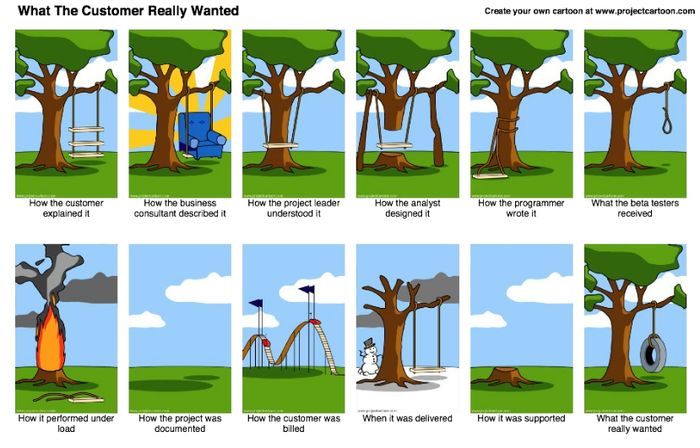 What The Customer Really Wanted
Create your own cartoon at www.projectcartoon.com
How the customer
explained it
How the business
consultant described it
How the project leader
understood it
How the analyst
designed it
How the programmer
wrote it
What the beta testers
received
How it performed under
load
How the project was
documented
How the customer was
billed
When it was delivered
How it was supported
What the customer
really wanted